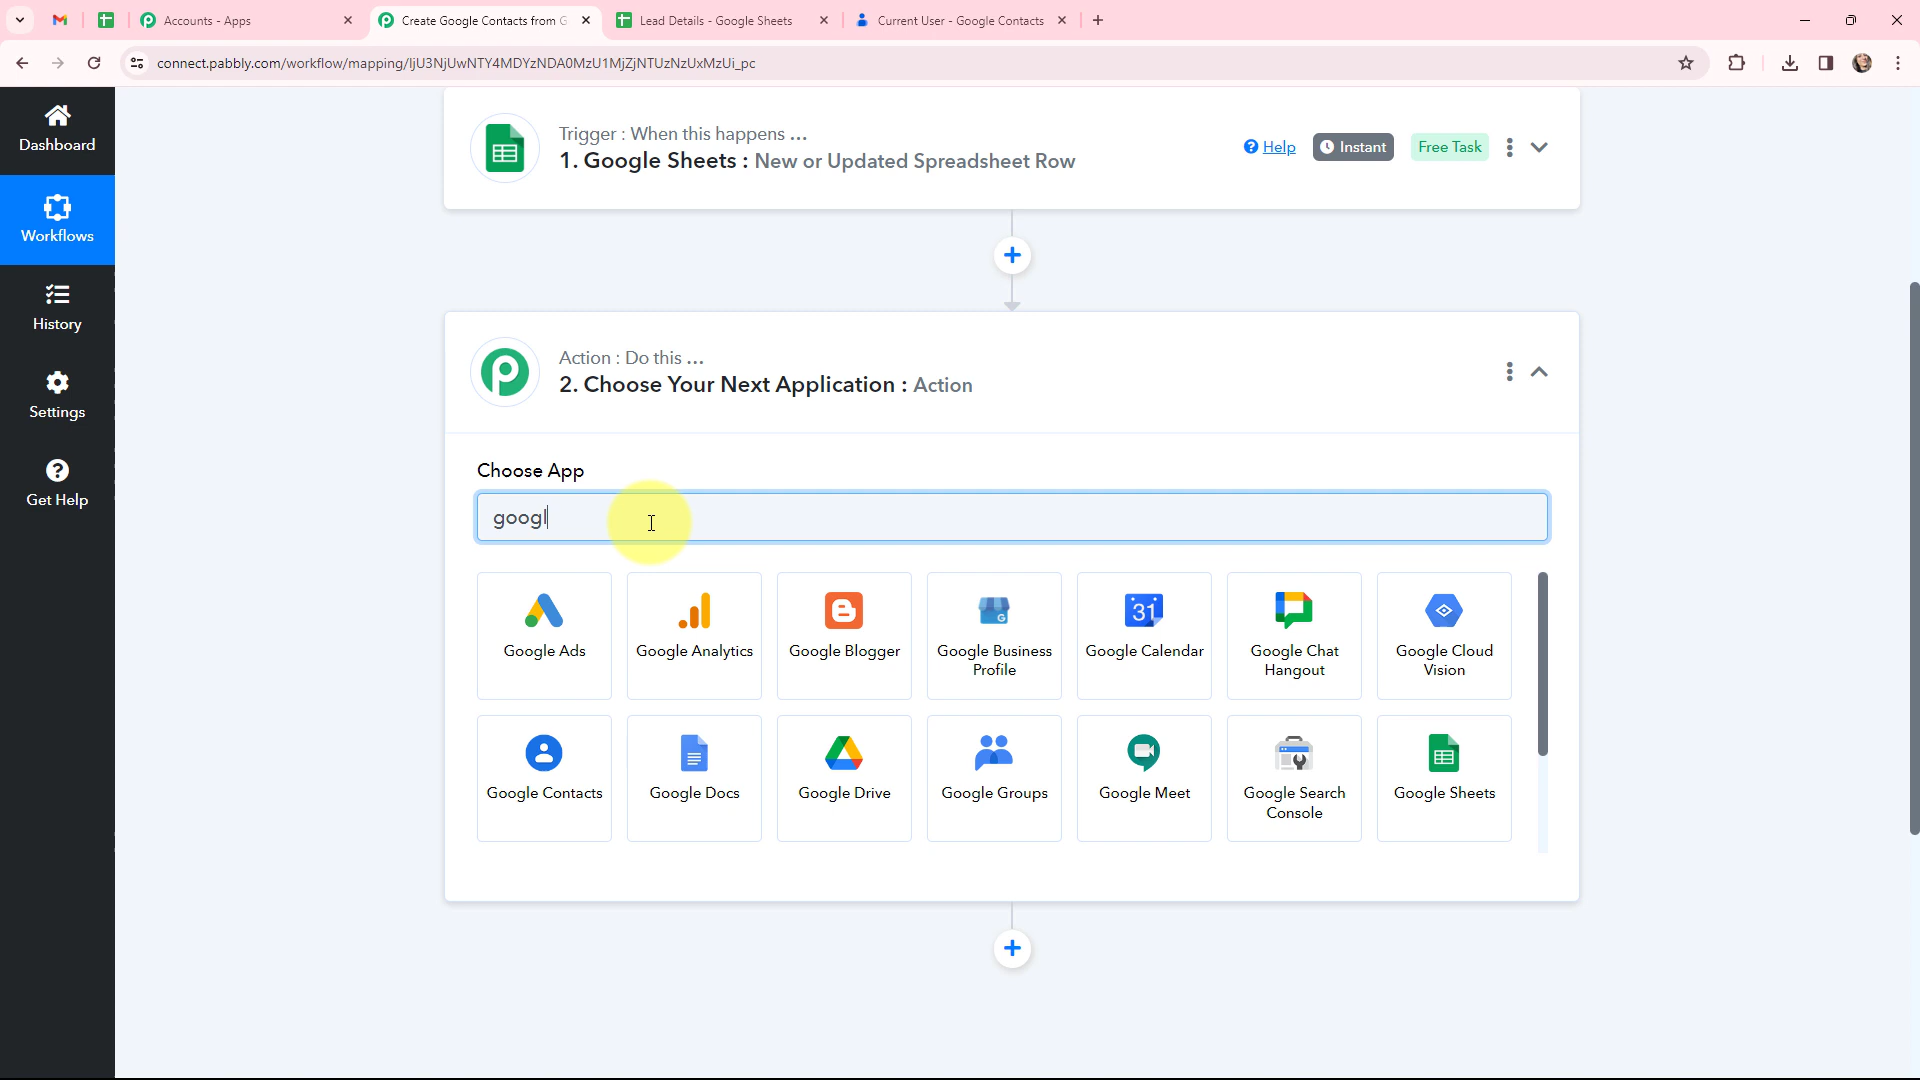 Accounts - Apps
Create Google Contacts from G
Lead Details - Google Sheets
Current User - Google Contacts
connect.pabbly.com/workflow/mapping/IjU3NjUwNTY4MDYzNDA0MzU1MjZjNTUzNzUxMzUi_pc
Dashboard
Workflows
History
Settings
Get Help
Trigger : When this happens ...
1. Google Sheets : New or Updated Spreadsheet Row
Help
Instant
Free Task
Action : Do this ...
2. Choose Your Next Application : Action
Choose App
googl
Google Ads
Google Analytics
Google Blogger
Google Business
Profile
31
Google Calendar
Google Chat
Hangout
Google Cloud
Vision
Google Contacts
Google Docs
Google Drive
Google Groups
Google Meet
Google Search
Console
Google Sheets